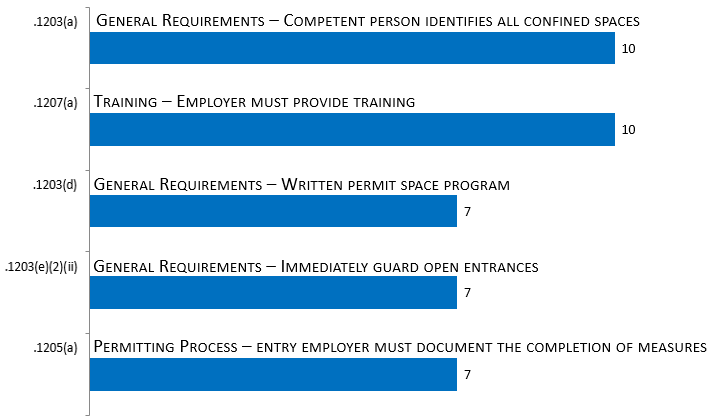 .1203(a) General Requirements – Competent person identifies all confined spaces
10
.1207(a) Training – Employer must provide training
10
.1203(d) General Requirements – Written permit space program
7
.1203(e)(2)(ii) General Requirements – Immediately guard open entrances
7
.1205(a) Permitting Process – entry employer must document the completion of measures
7